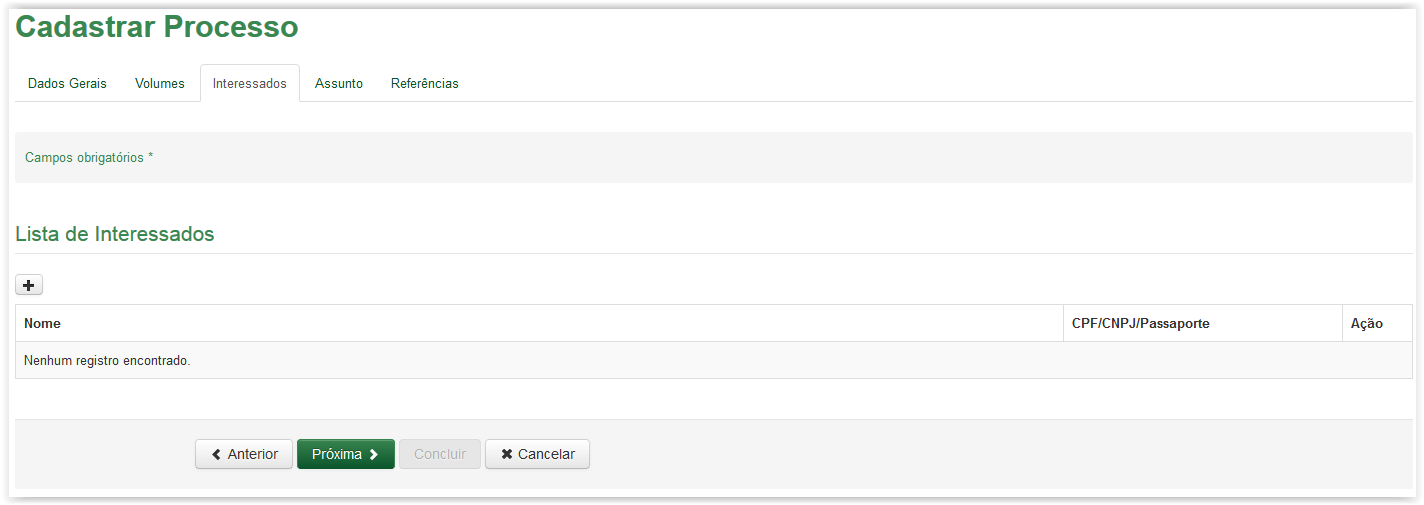 Cadastrar Processo
Dados Gerais Volumes Interessados Assunto Referências
Campos obrigatórios *
Lista de Interessados
Nome CPF/CNPJ/Passaporte Ação
Nenhum registro encontrado.
Anterior Próxima Concluir Cancelar